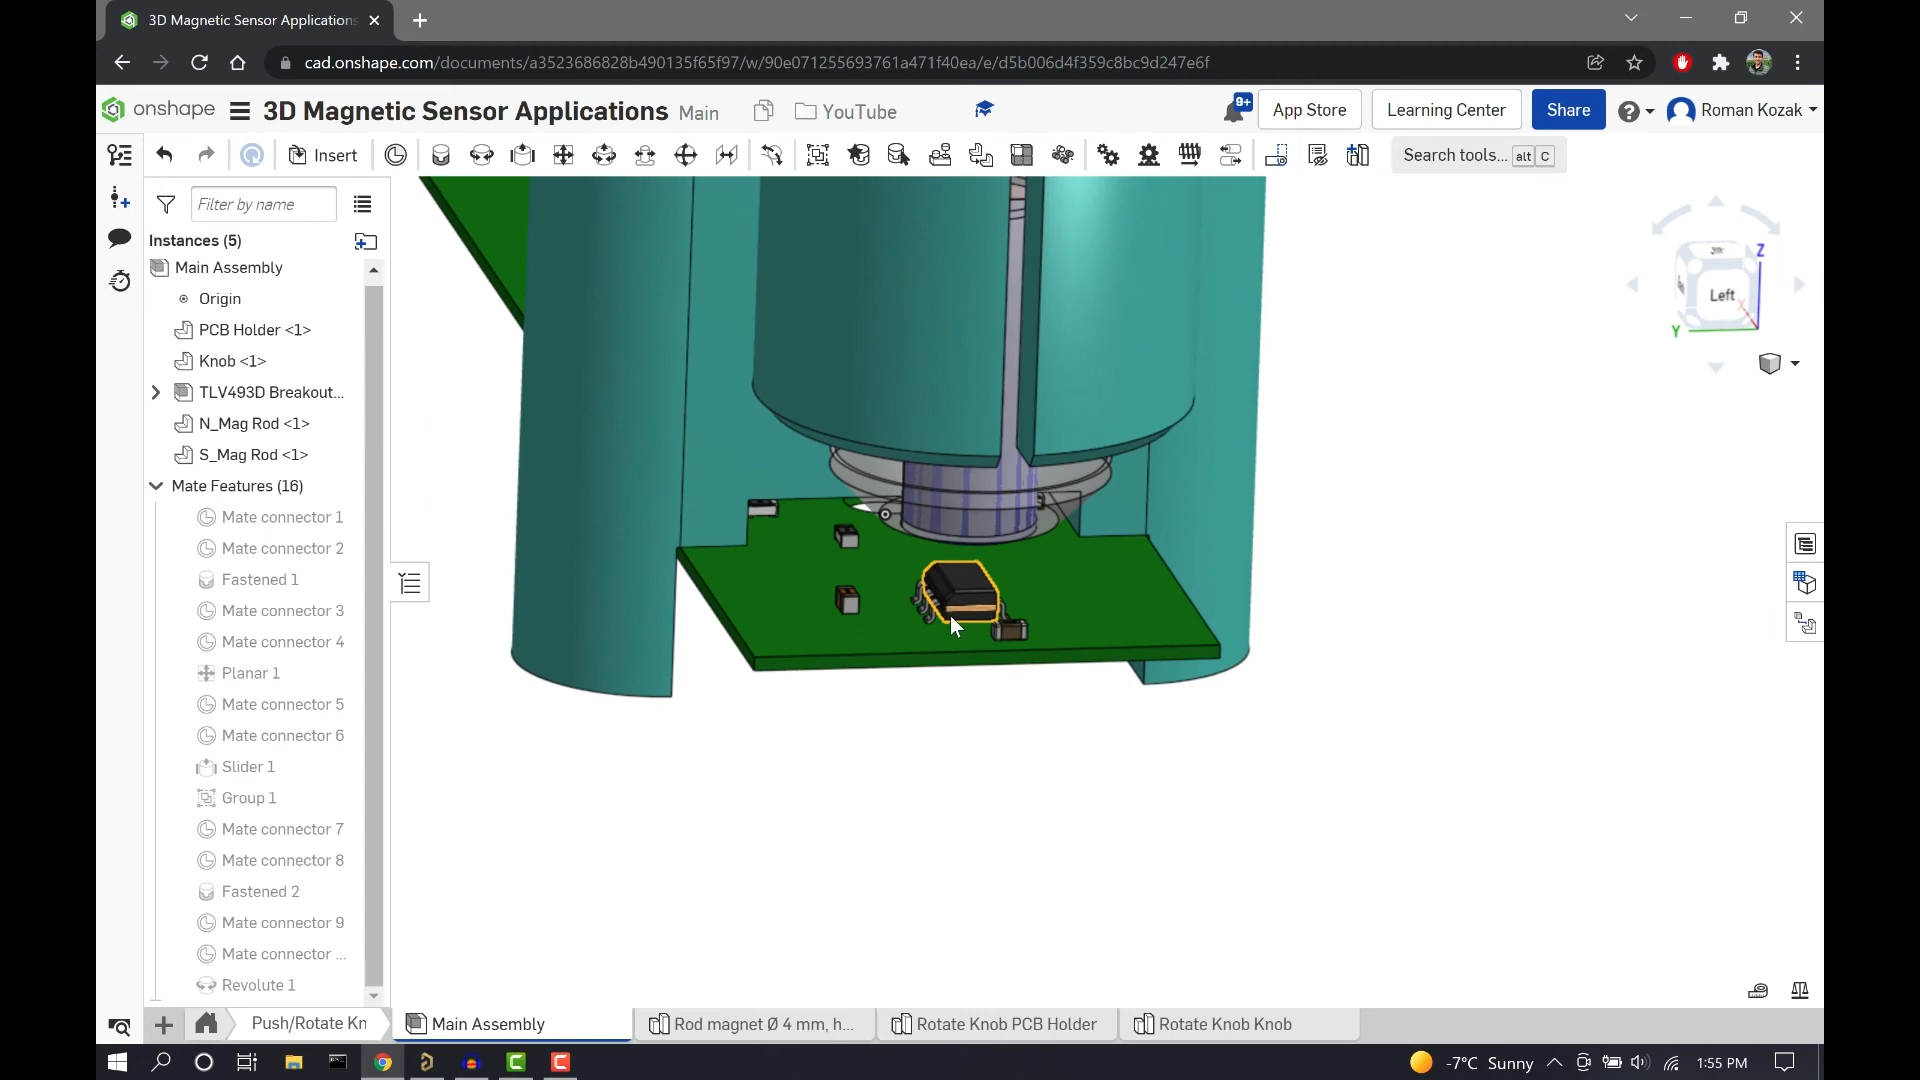 3D Magnetic Sensor Applications
cad.onshape.com/documents/a3523686828b490135f65f97/w/90e071255693761a471f40ea/e/d5b006d4f359c8bc9d247e6f
onshape
3D Magnetic Sensor Applications Main
YouTube
9+
App Store
Learning Center
Share
Roman Kozak
Insert
Search tools... alt C
Filter by name
Instances (5)
Main Assembly
Origin
PCB Holder <1>
Knob <1>
TLV493D Breakout...
N_Mag Rod <1>
S_Mag Rod <1>
Mate Features (16)
Mate connector 1
Mate connector 2
Fastened 1
Mate connector 3
Mate connector 4
Planar 1
Mate connector 5
Mate connector 6
Slider 1
Group 1
Mate connector 7
Mate connector 8
Fastened 2
Mate connector 9
Mate connector ...
Revolute 1
Left
Z
X
Y
Push/Rotate Kn
Main Assembly
Rod magnet Ø 4 mm, h...
Rotate Knob PCB Holder
Rotate Knob Knob
-7°C Sunny
1:55 PM